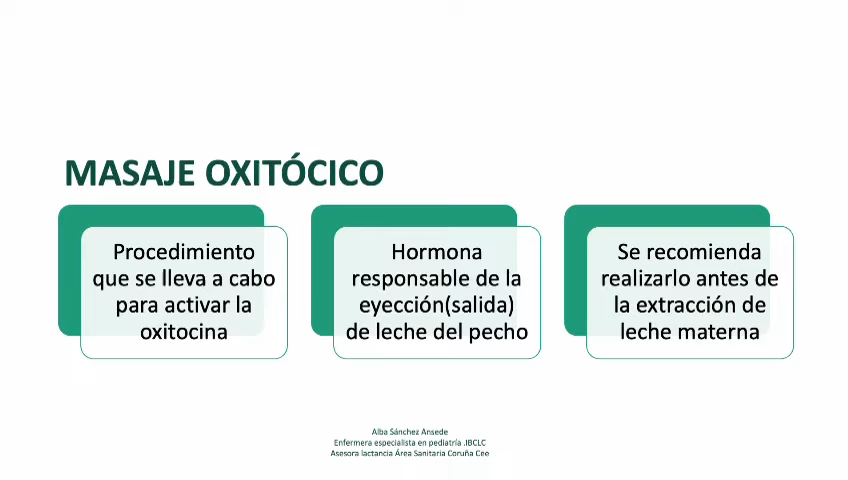 MASAJE OXITÓCICO
Procedimiento
que se lleva a cabo
para activar la
oxitocina
Hormona
responsable de la
eyección(salida)
de leche del pecho
Se recomienda
realizarlo antes de
la extracción de
leche materna
Alba Sánchez Ansede
Enfermera especialista en pediatría .IBCLC
Asesora lactancia Área Sanitaria Coruña Cee